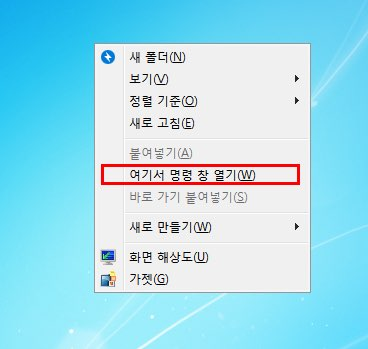 새 폴더(N)
보기(V)
정렬 기준(O)
새로 고침(E)
붙여넣기(A)
여기서 명령 창 열기(W)
바로 가기 붙여넣기(S)
새로 만들기(W)
화면 해상도(U)
가젯(G)